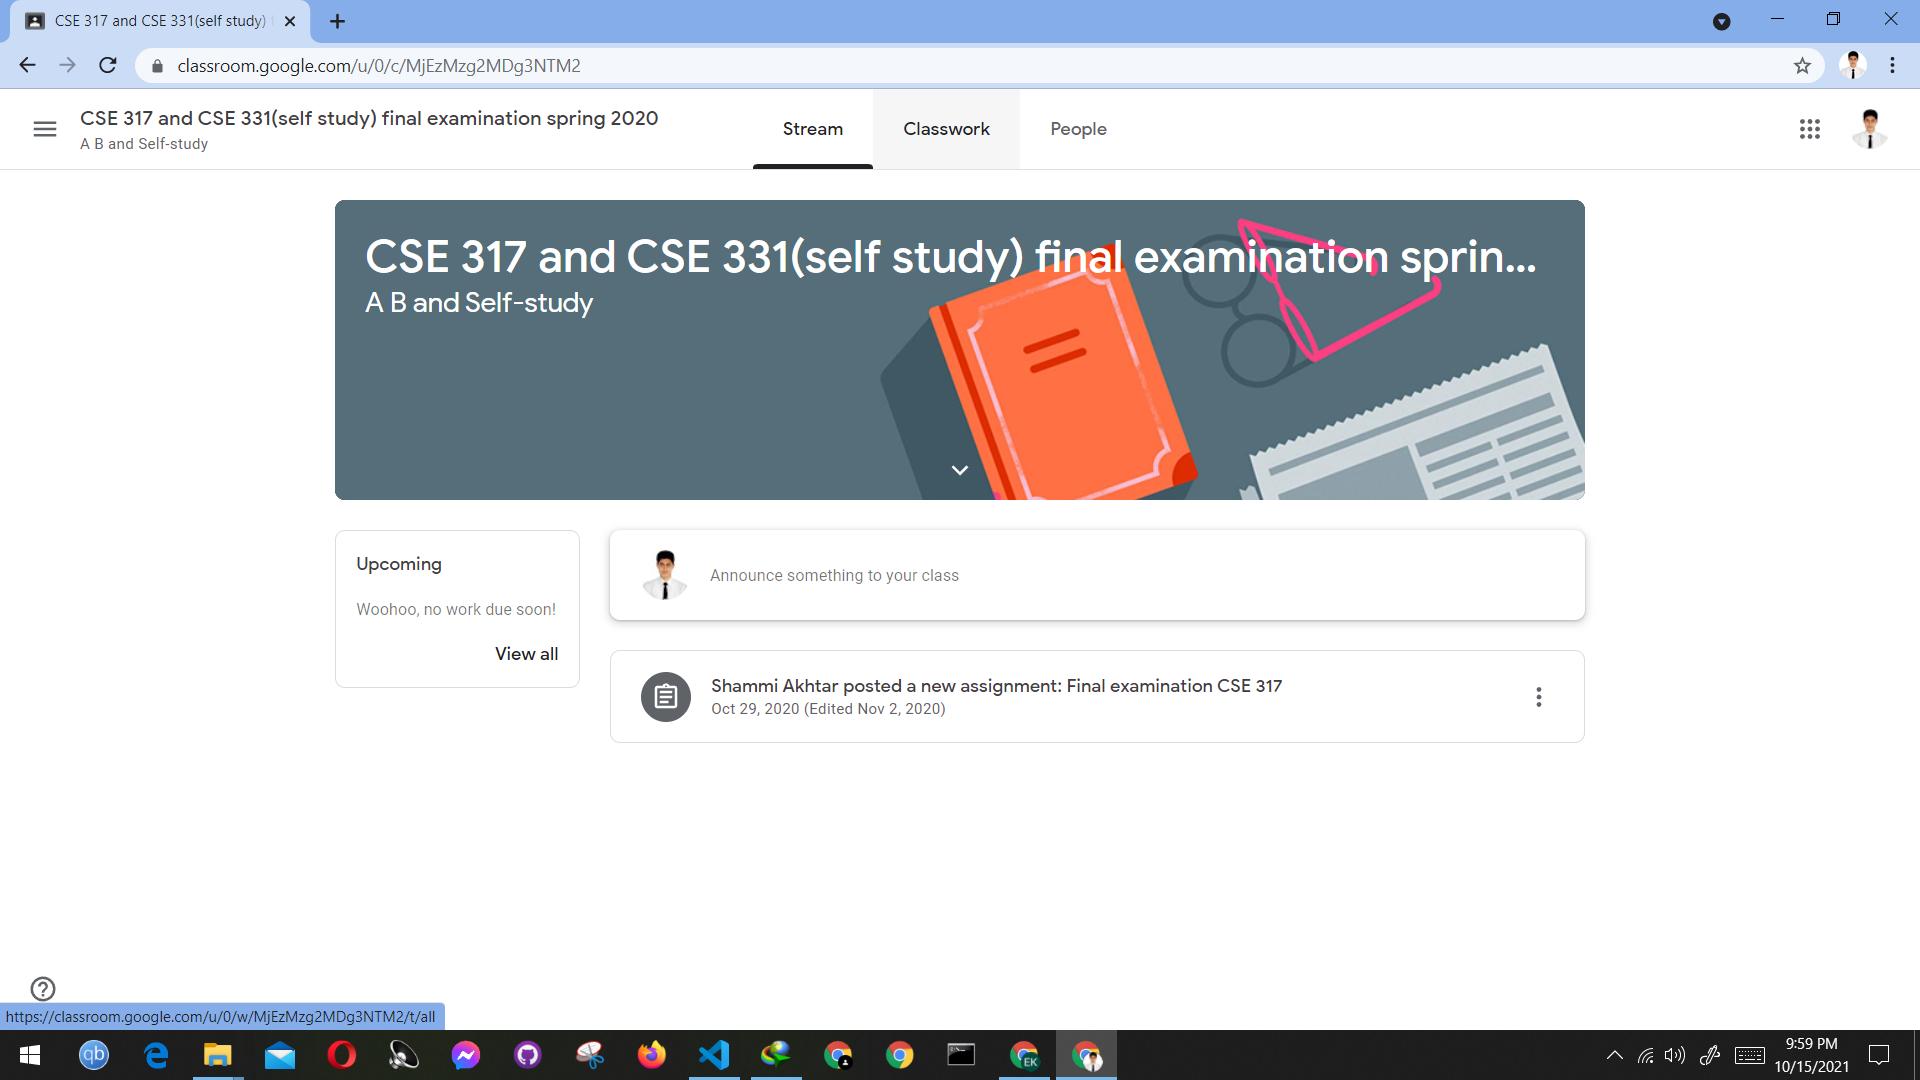 CSE 317 and CSE 331(self study)
classroom.google.com/u/0/c/MjEzMzg2MDg3NTM2
CSE 317 and CSE 331(self study) final examination spring 2020
A B and Self-study
Stream
Classwork
People
CSE 317 and CSE 331(self study) final examination sprin...
A B and Self-study
Upcoming
Woohoo, no work due soon!
View all
Announce something to your class
Shammi Akhtar posted a new assignment: Final examination CSE 317
Oct 29, 2020 (Edited Nov 2, 2020)
https://classroom.google.com/u/0/w/MjEzMzg2MDg3NTM2/t/all
qb
EK
9:59 PM
10/15/2021